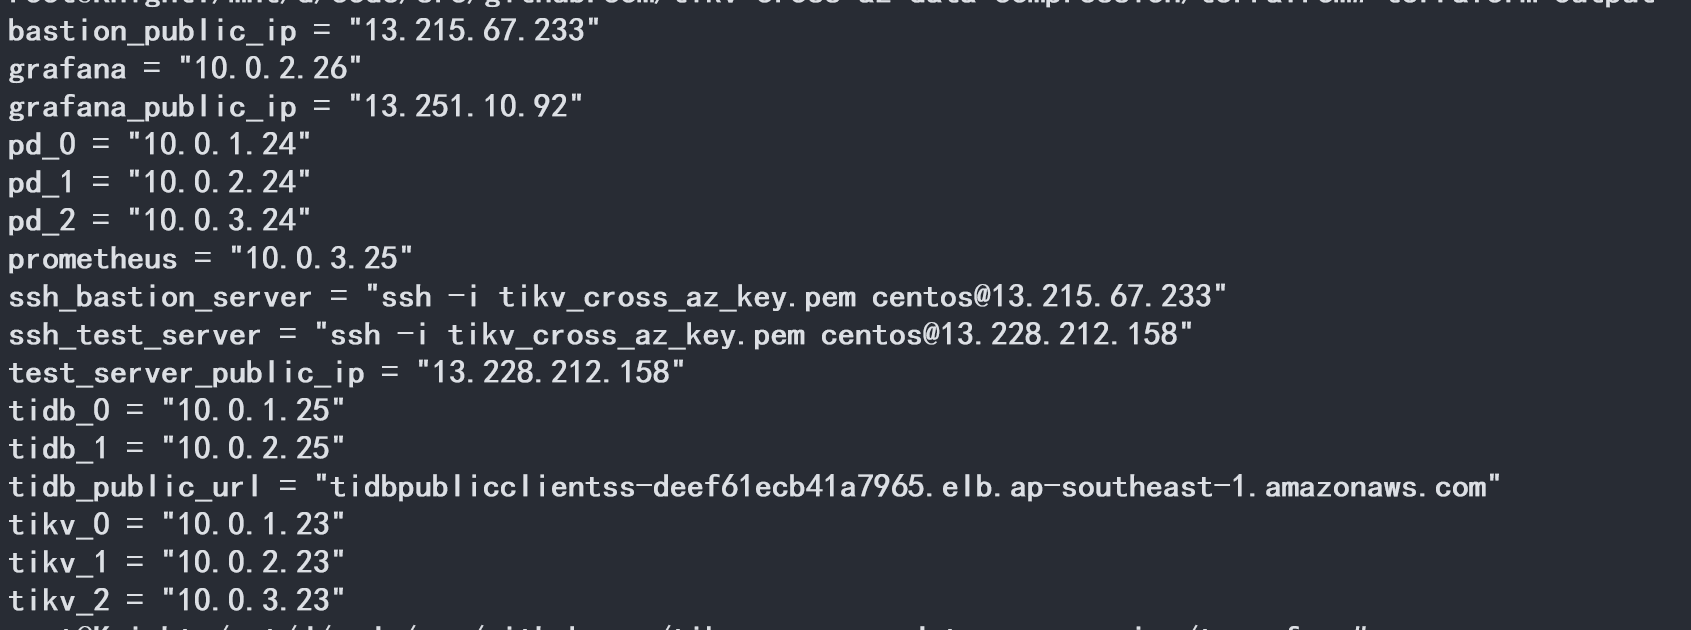 bastion_public_ip = "13.215.67.233"
grafana = "10.0.2.26"
grafana_public_ip = "13.251.10.92"
pd_0 = "10.0.1.24"
pd_1 = "10.0.2.24"
pd_2 = "10.0.3.24"
prometheus = "10.0.3.25"
ssh_bastion_server = "ssh -i tikv_cross_az_key.pem centos@13.215.67.233"
ssh_test_server = "ssh -i tikv_cross_az_key.pem centos@13.228.212.158"
test_server_public_ip = "13.228.212.158"
tidb_0 = "10.0.1.25"
tidb_1 = "10.0.2.25"
tidb_public_url = "tidbpublicclientss-deef61ecb41a7965.elb.ap-southeast-1.amazonaws.com"
tikv_0 = "10.0.1.23"
tikv_1 = "10.0.2.23"
tikv_2 = "10.0.3.23"